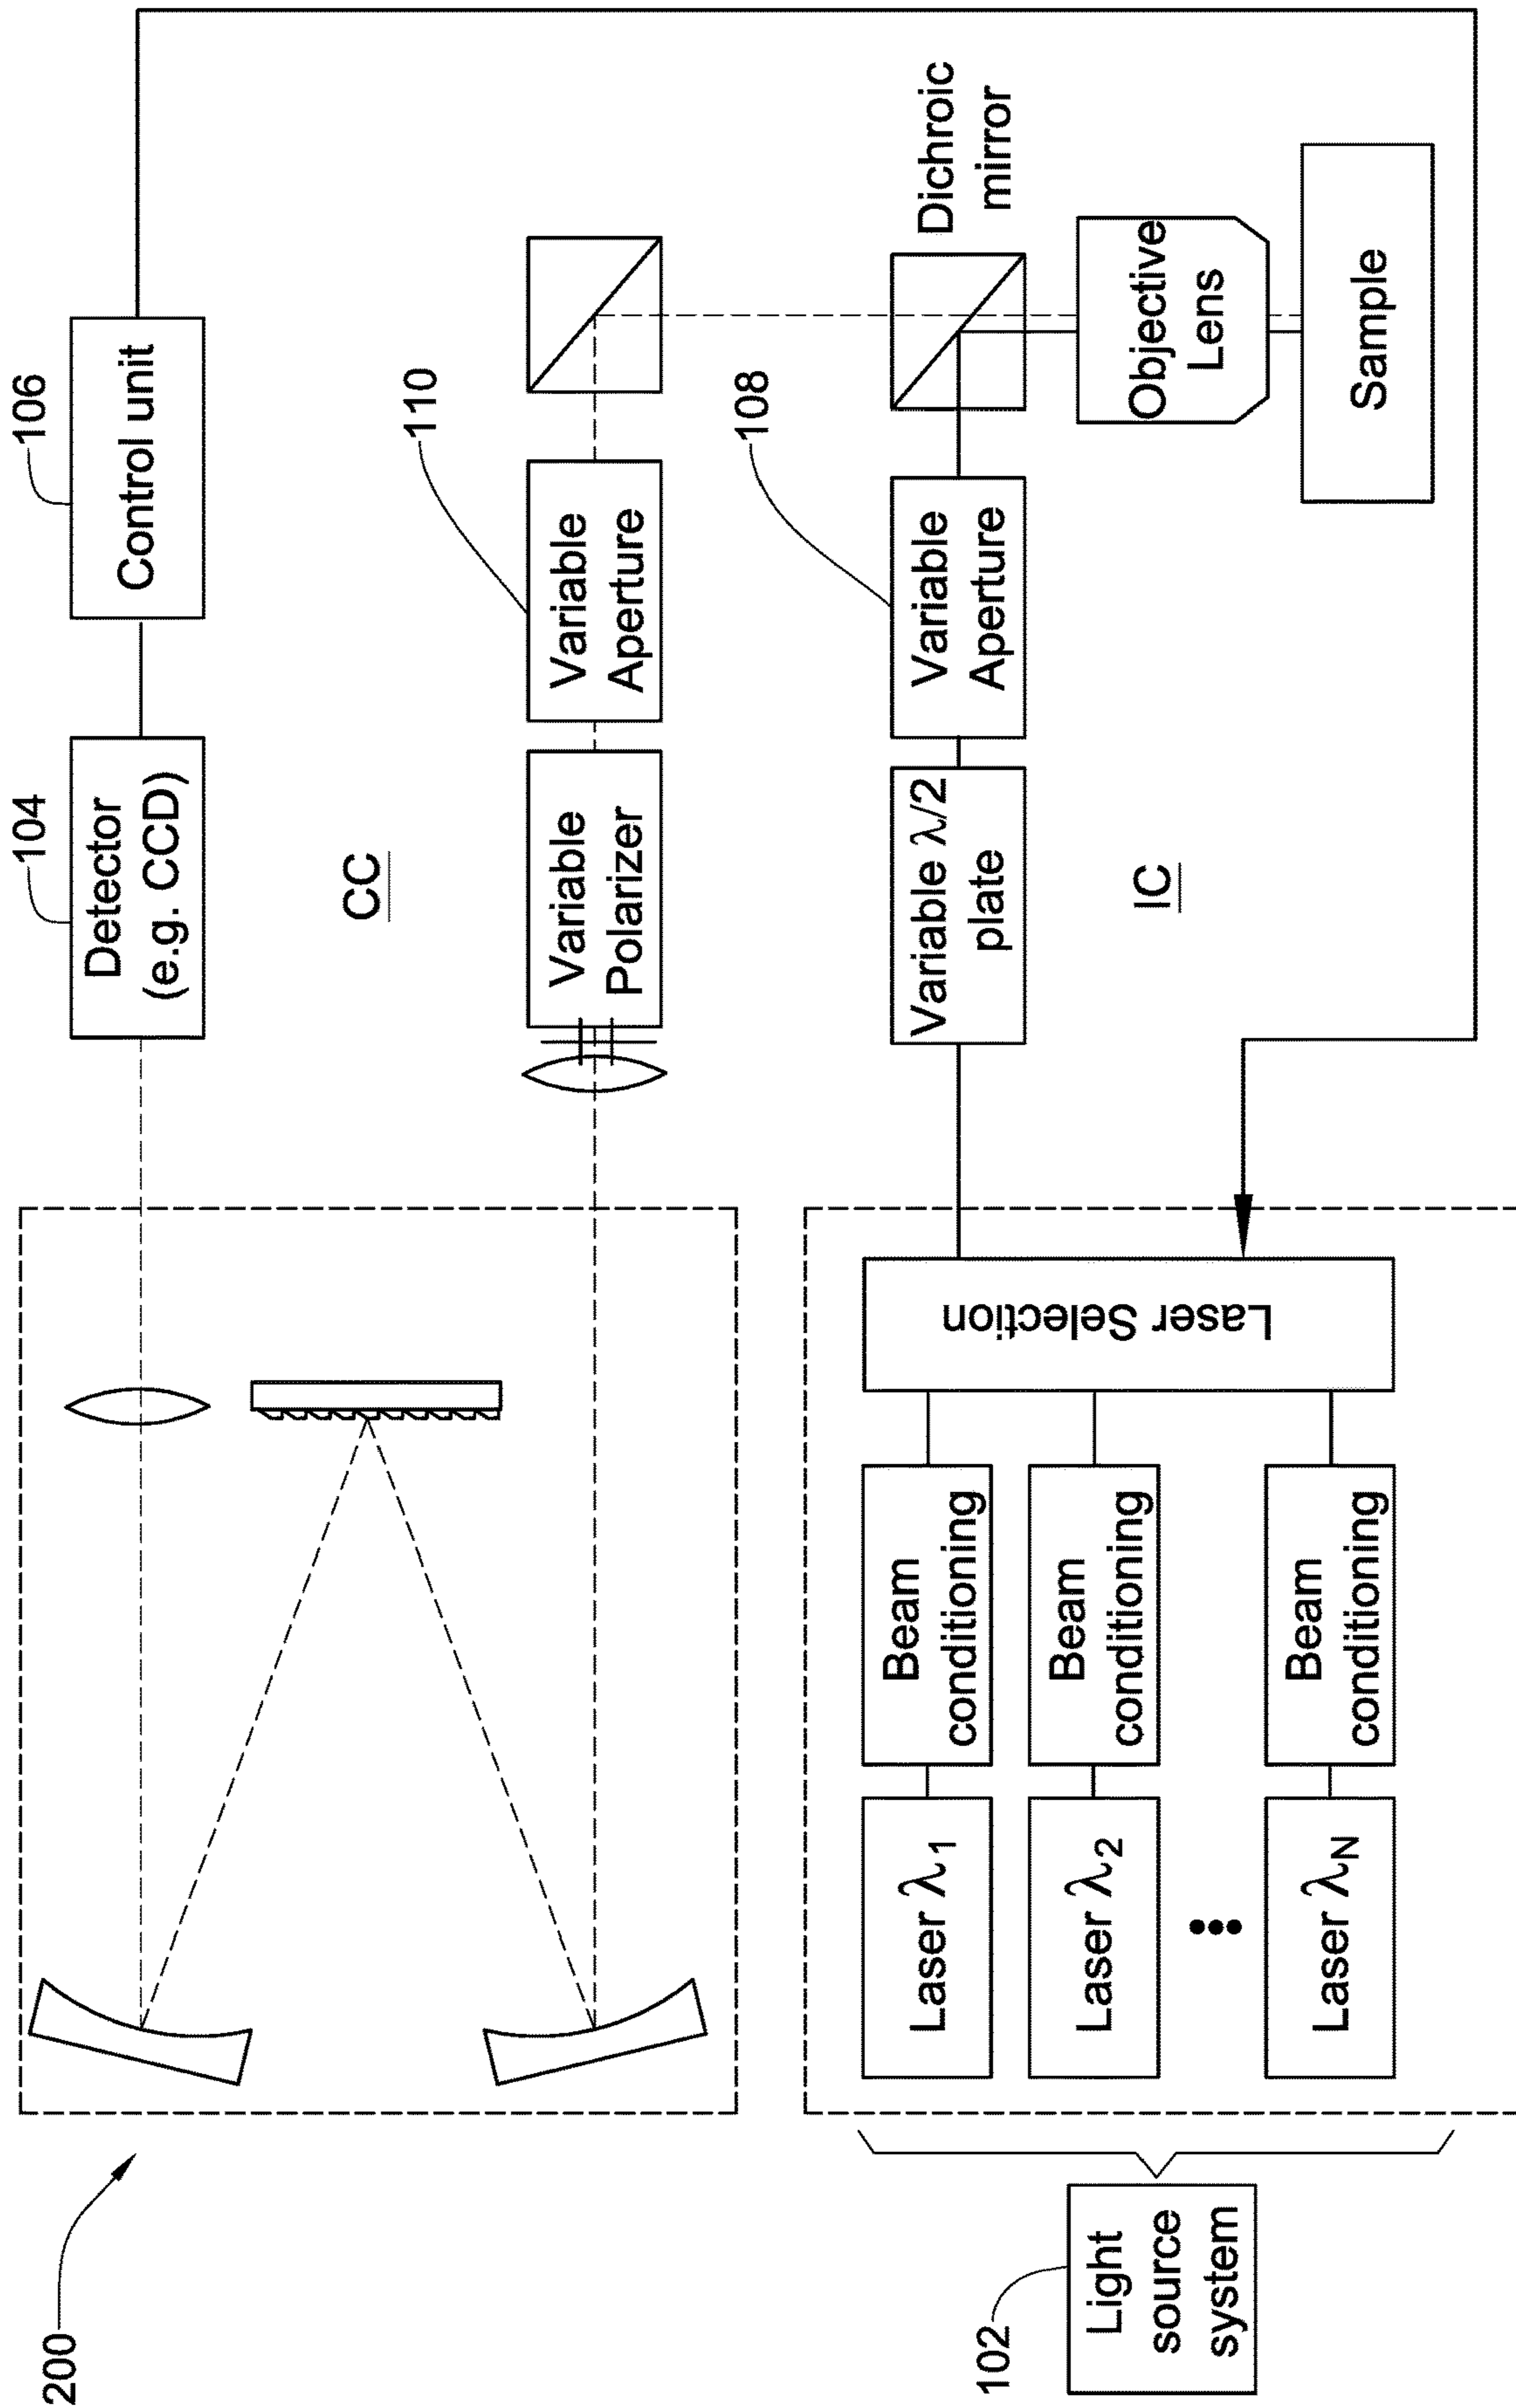 200
104
Detector
(e.g. CCD)
106
Control unit
CC
110
Variable
Polarizer
Variable
Aperture
108
Variable λ/2
plate
Variable
Aperture
Dichroic
mirror
IC
Objective
Lens
Sample
Laser Selection
Laser λ1
Beam
conditioning
Laser λ2
Beam
conditioning
Laser λN
Beam
conditioning
102
Light
source
system